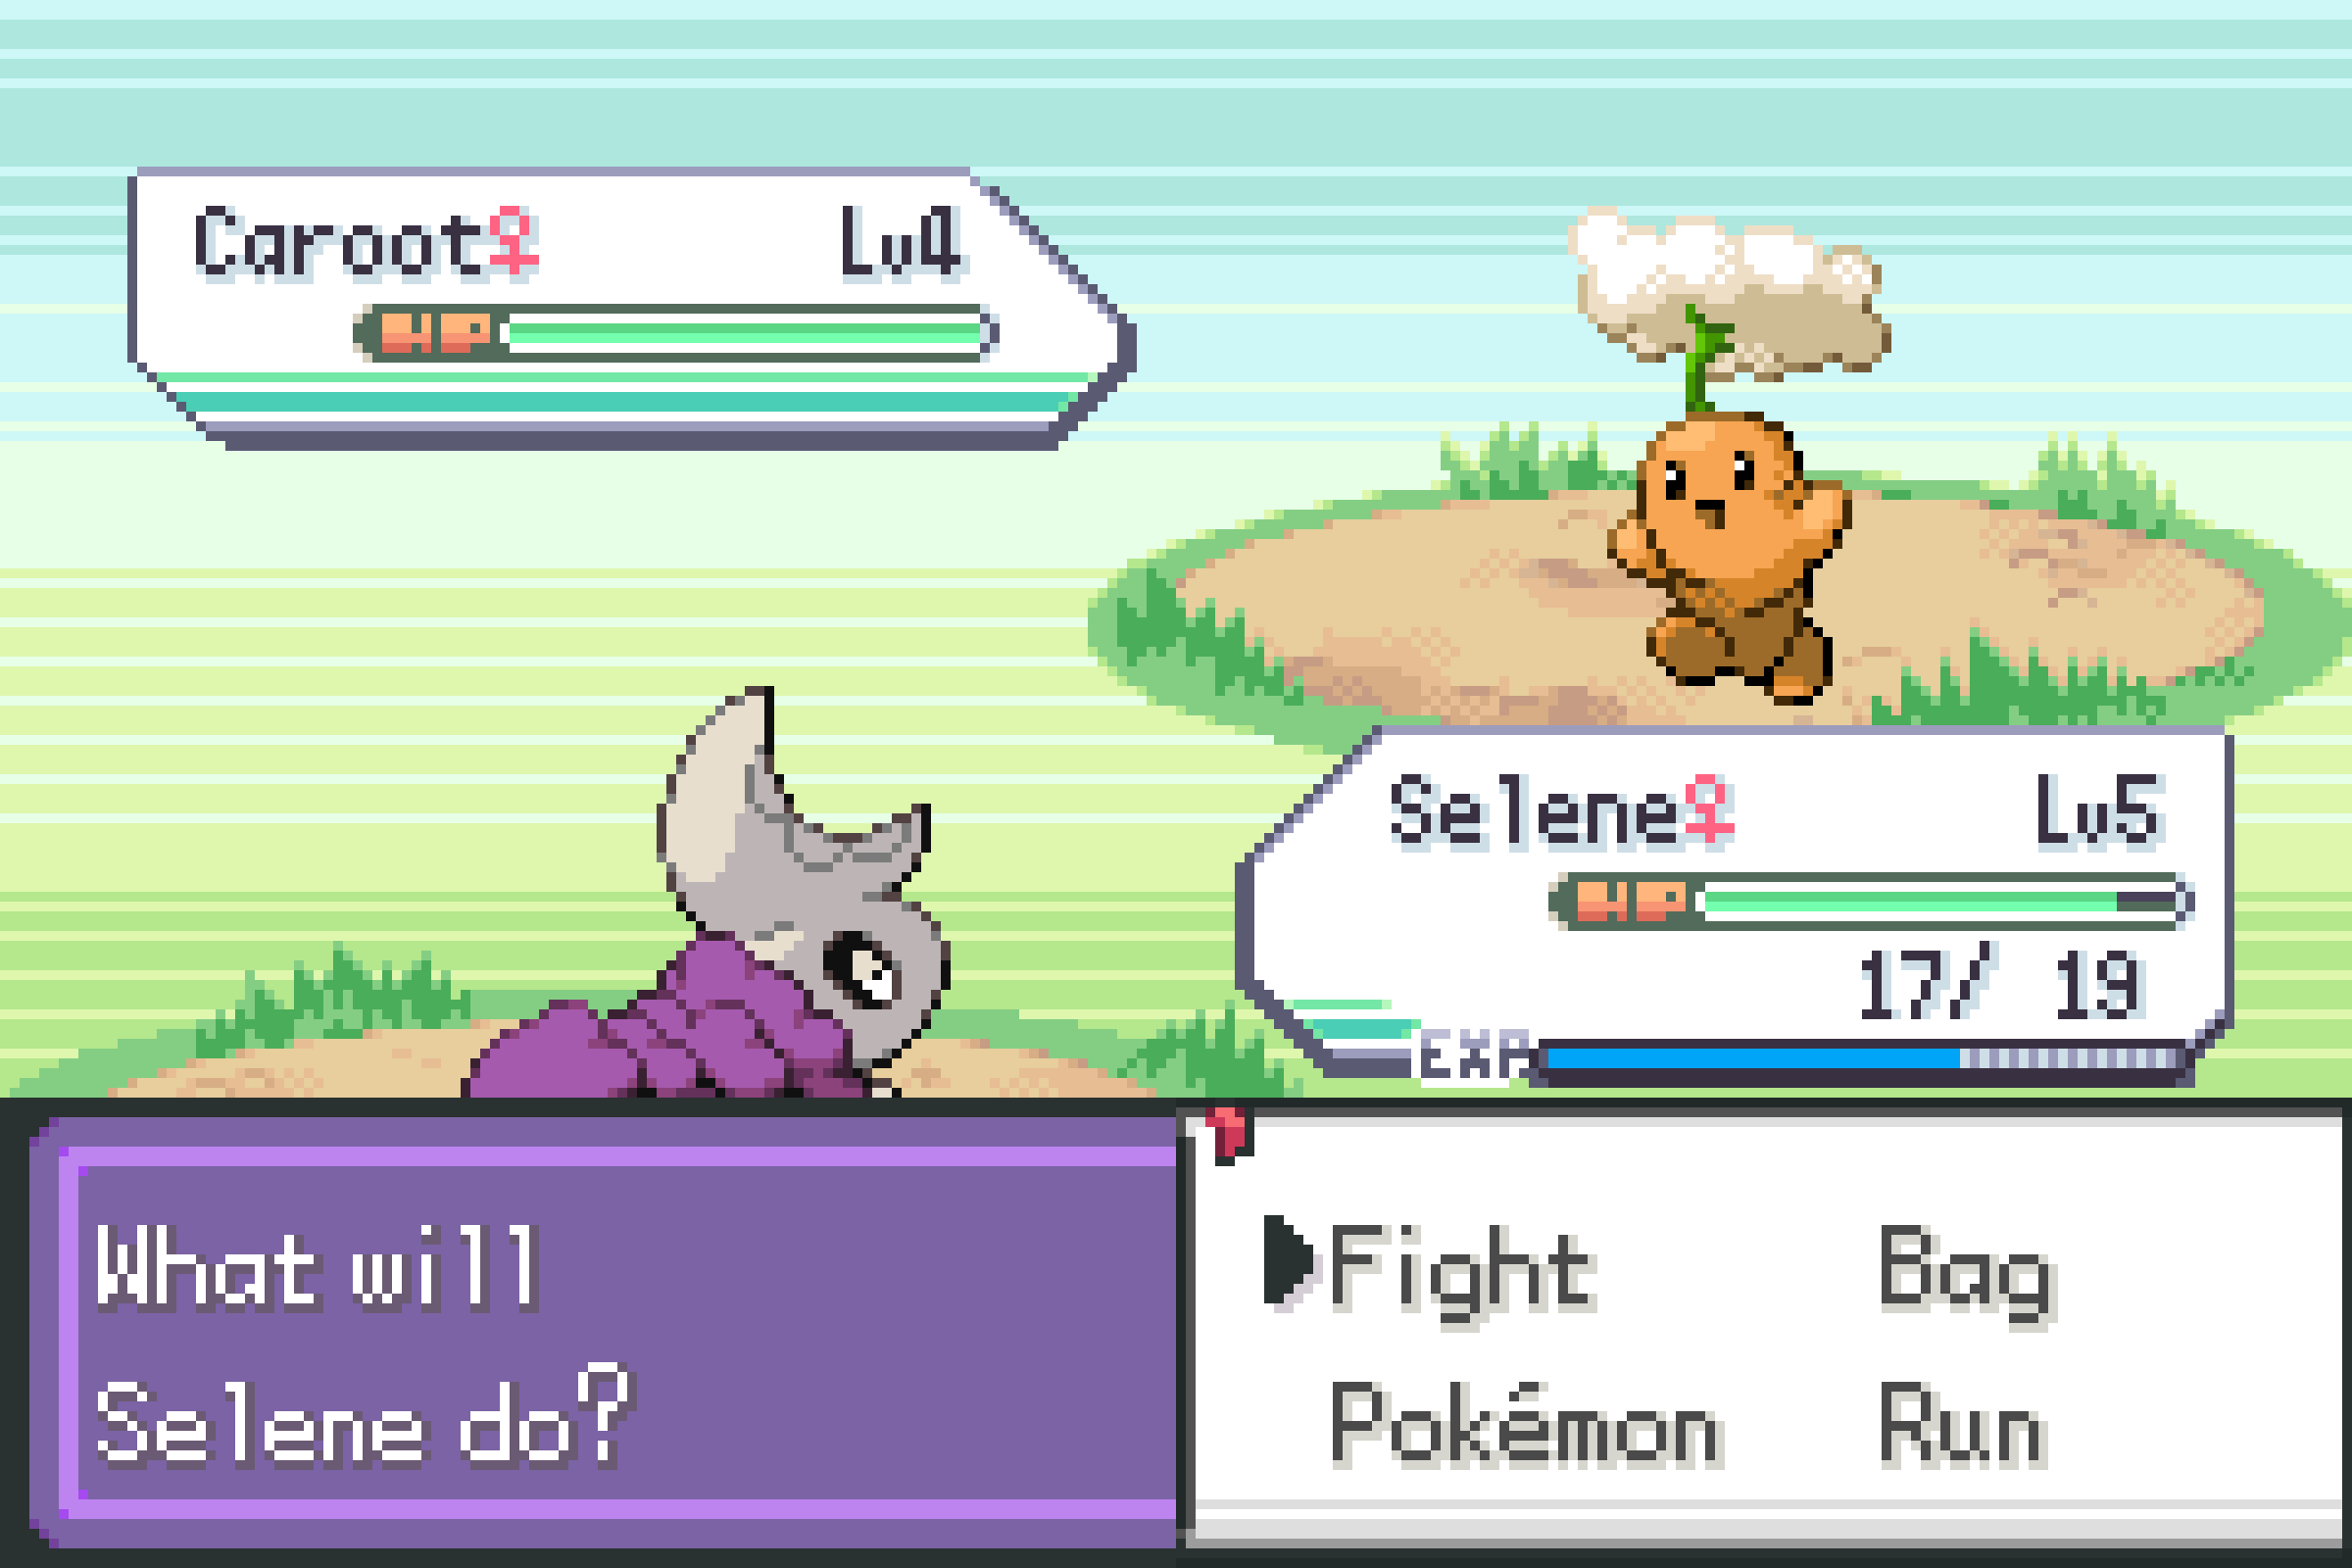 Caroot♀ Lv4
HP
Selene♀ Lv5
HP
17/ 19
EXP
What will
Selene do?
Fight Bag
Pokémon Run